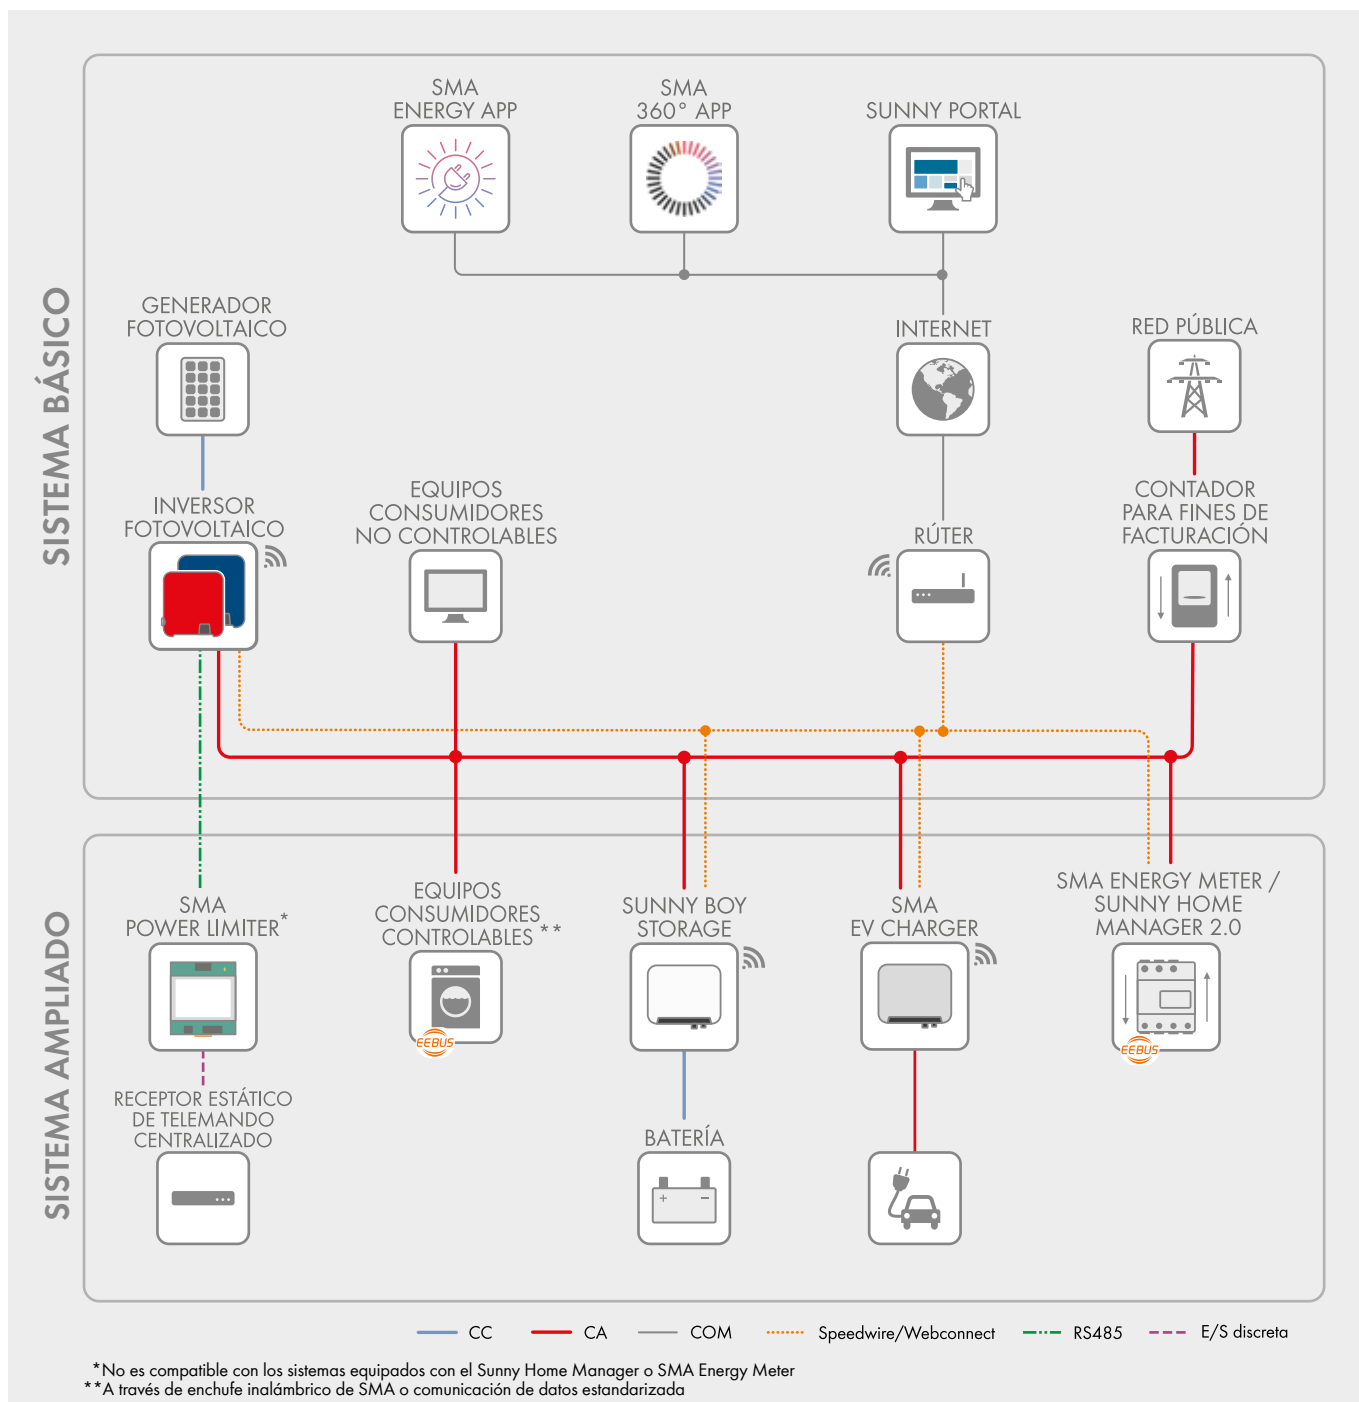 SISTEMA BÁSICO
SMA
ENERGY APP
SMA
360° APP
SUNNY PORTAL
GENERADOR
FOTOVOLTAICO
INTERNET
RED PÚBLICA
INVERSOR
FOTOVOLTAÍCO
EQUIPOS
CONSUMIDORES
NO CONTROLABLES
RÚTER
CONTADOR
PARA FINES DE
FACTURACIÓN
SISTEMA AMPLIADO
SMA
POWER LIMITER*
EQUIPOS
CONSUMIDORES
CONTROLABLES **
EEBUS
SUNNY BOY
STORAGE
SMA
EV CHARGER
SMA ENERGY METER /
SUNNY HOME
MANAGER 2.0
EEBUS
RECEPTOR ESTÁTICO
DE TELEMANDO
CENTRALIZADO
BATERÍA
+ −
CC
CA
COM
Speedwire/Webconnect
RS485
E/S discreta
*No es compatible con los sistemas equipados con el Sunny Home Manager o SMA Energy Meter
**A través de enchufe inalámbrico de SMA o comunicación de datos estandarizada